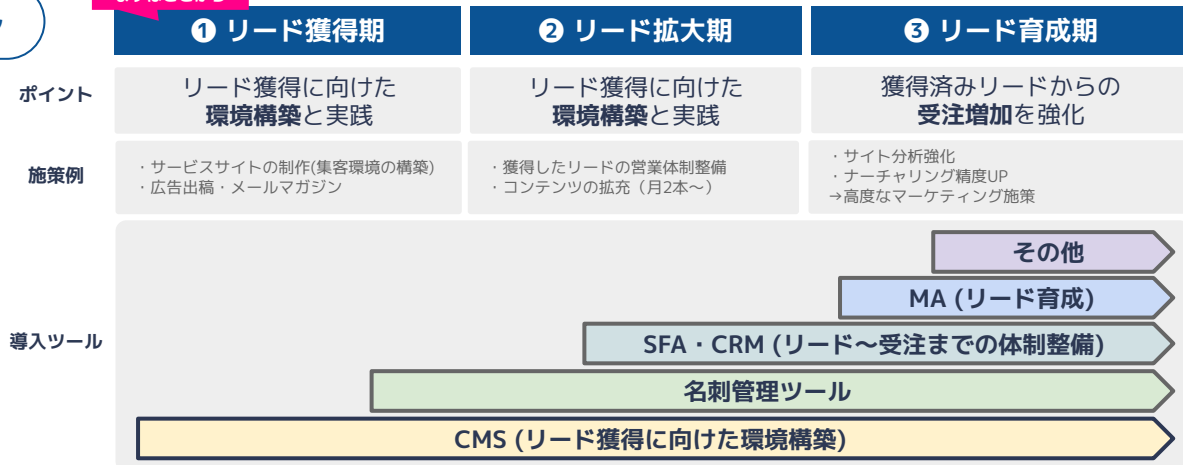 まずはここから
❶ リード獲得期
❷ リード拡大期
❸ リード育成期
ポイント
リード獲得に向けた
環境構築と実践
リード獲得に向けた
環境構築と実践
獲得済みリードからの
受注増加を強化
施策例
・サービスサイトの制作(集客環境の構築)
・広告出稿・メールマガジン
・獲得したリードの営業体制整備
・コンテンツの拡充（月2本〜）
・サイト分析強化
・ナーチャリング精度UP
→高度なマーケティング施策
導入ツール
その他
MA (リード育成)
SFA・CRM (リード〜受注までの体制整備)
名刺管理ツール
CMS (リード獲得に向けた環境構築)